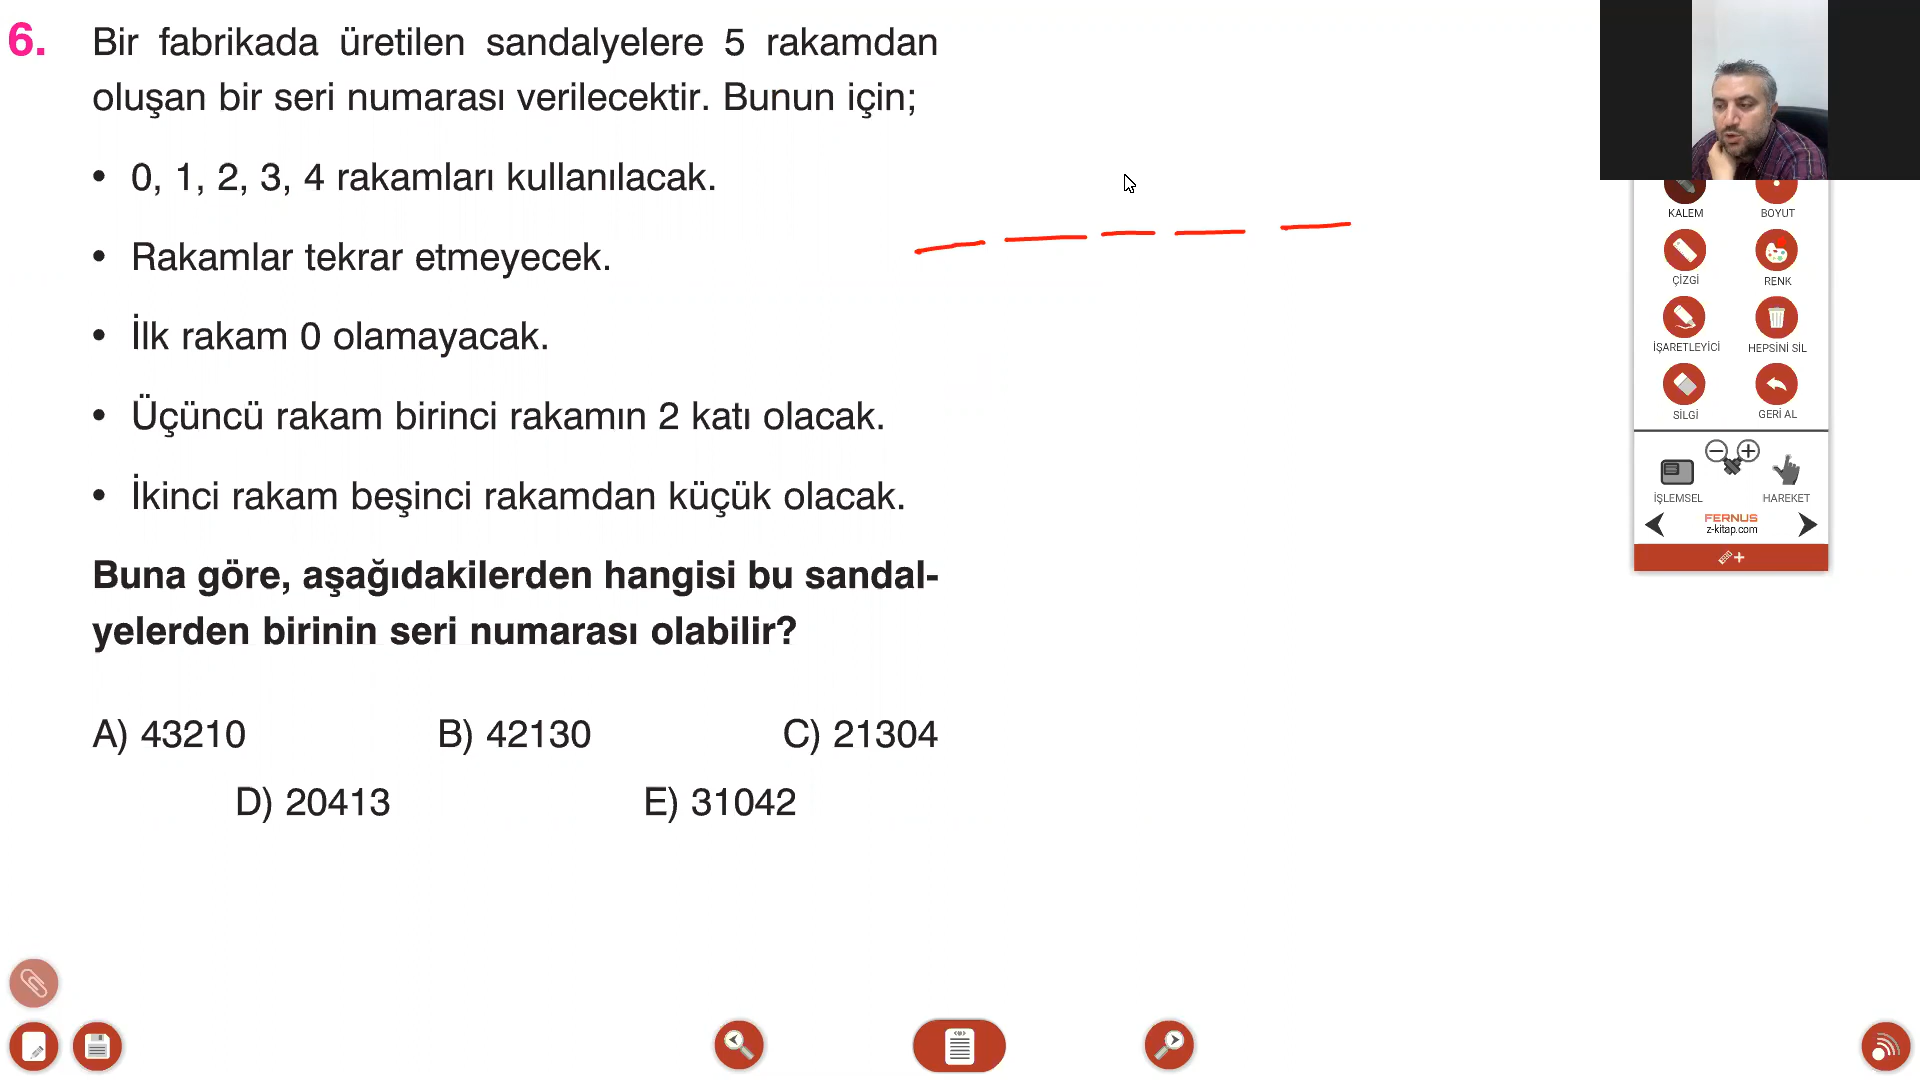 6. Bir fabrikada üretilen sandalyelere 5 rakamdan
oluşan bir seri numarası verilecektir. Bunun için;
• 0, 1, 2, 3, 4 rakamları kullanılacak.
• Rakamlar tekrar etmeyecek.
• İlk rakam 0 olamayacak.
• Üçüncü rakam birinci rakamın 2 katı olacak.
• İkinci rakam beşinci rakamdan küçük olacak.
Buna göre, aşağıdakilerden hangisi bu sandal-
yelerden birinin seri numarası olabilir?
A) 43210 B) 42130 C) 21304
D) 20413 E) 31042
KALEM BOYUT
ÇİZGİ RENK
İŞARETLEYİCİ HEPSİNİ SİL
SİLGİ GERİ AL
İŞLEMSEL HAREKET
FERNUS
z-kitap.com